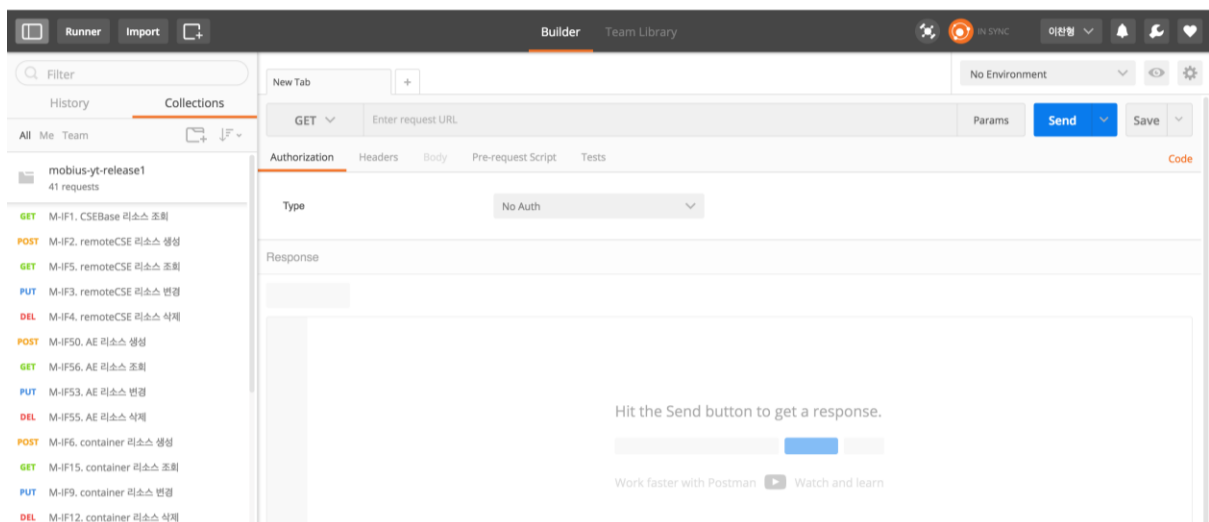 Runner Import Builder Team Library IN SYNC 이찬형
Filter
History Collections
All Me Team
mobius-yt-release1
41 requests
GET M-IF1. CSEBase 리소스 조회
POST M-IF2. remoteCSE 리소스 생성
GET M-IF5. remoteCSE 리소스 조회
PUT M-IF3. remoteCSE 리소스 변경
DEL M-IF4. remoteCSE 리소스 삭제
POST M-IF50. AE 리소스 생성
GET M-IF56. AE 리소스 조회
PUT M-IF53. AE 리소스 변경
DEL M-IF55. AE 리소스 삭제
POST M-IF6. container 리소스 생성
GET M-IF15. container 리소스 조회
PUT M-IF9. container 리소스 변경
DEL M-IF12. container 리소스 삭제
New Tab + No Environment
GET Enter request URL Params Send Save
Authorization Headers Body Pre-request Script Tests Code
Type No Auth
Response
Hit the Send button to get a response.
Work faster with Postman Watch and learn